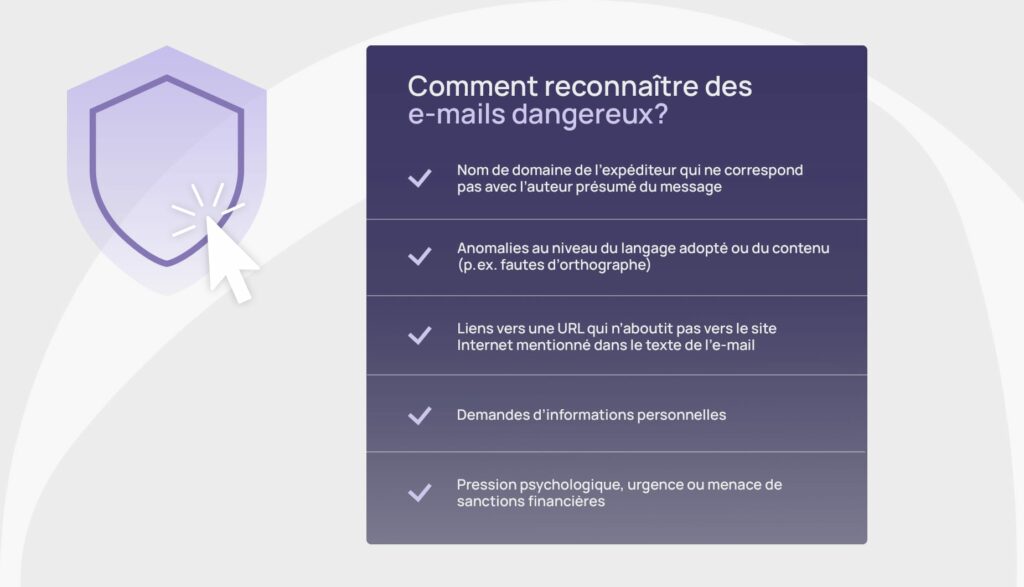 Comment reconnaître des
e-mails dangereux?
Nom de domaine de l'expéditeur qui ne correspond
pas avec l'auteur présumé du message
Anomalies au niveau du langage adopté ou du contenu
(p.ex. fautes d'orthographe)
Liens vers une URL qui n'aboutit pas vers le site
Internet mentionné dans le texte de l'e-mail
Demandes d'informations personnelles
Pression psychologique, urgence ou menace de
sanctions financières